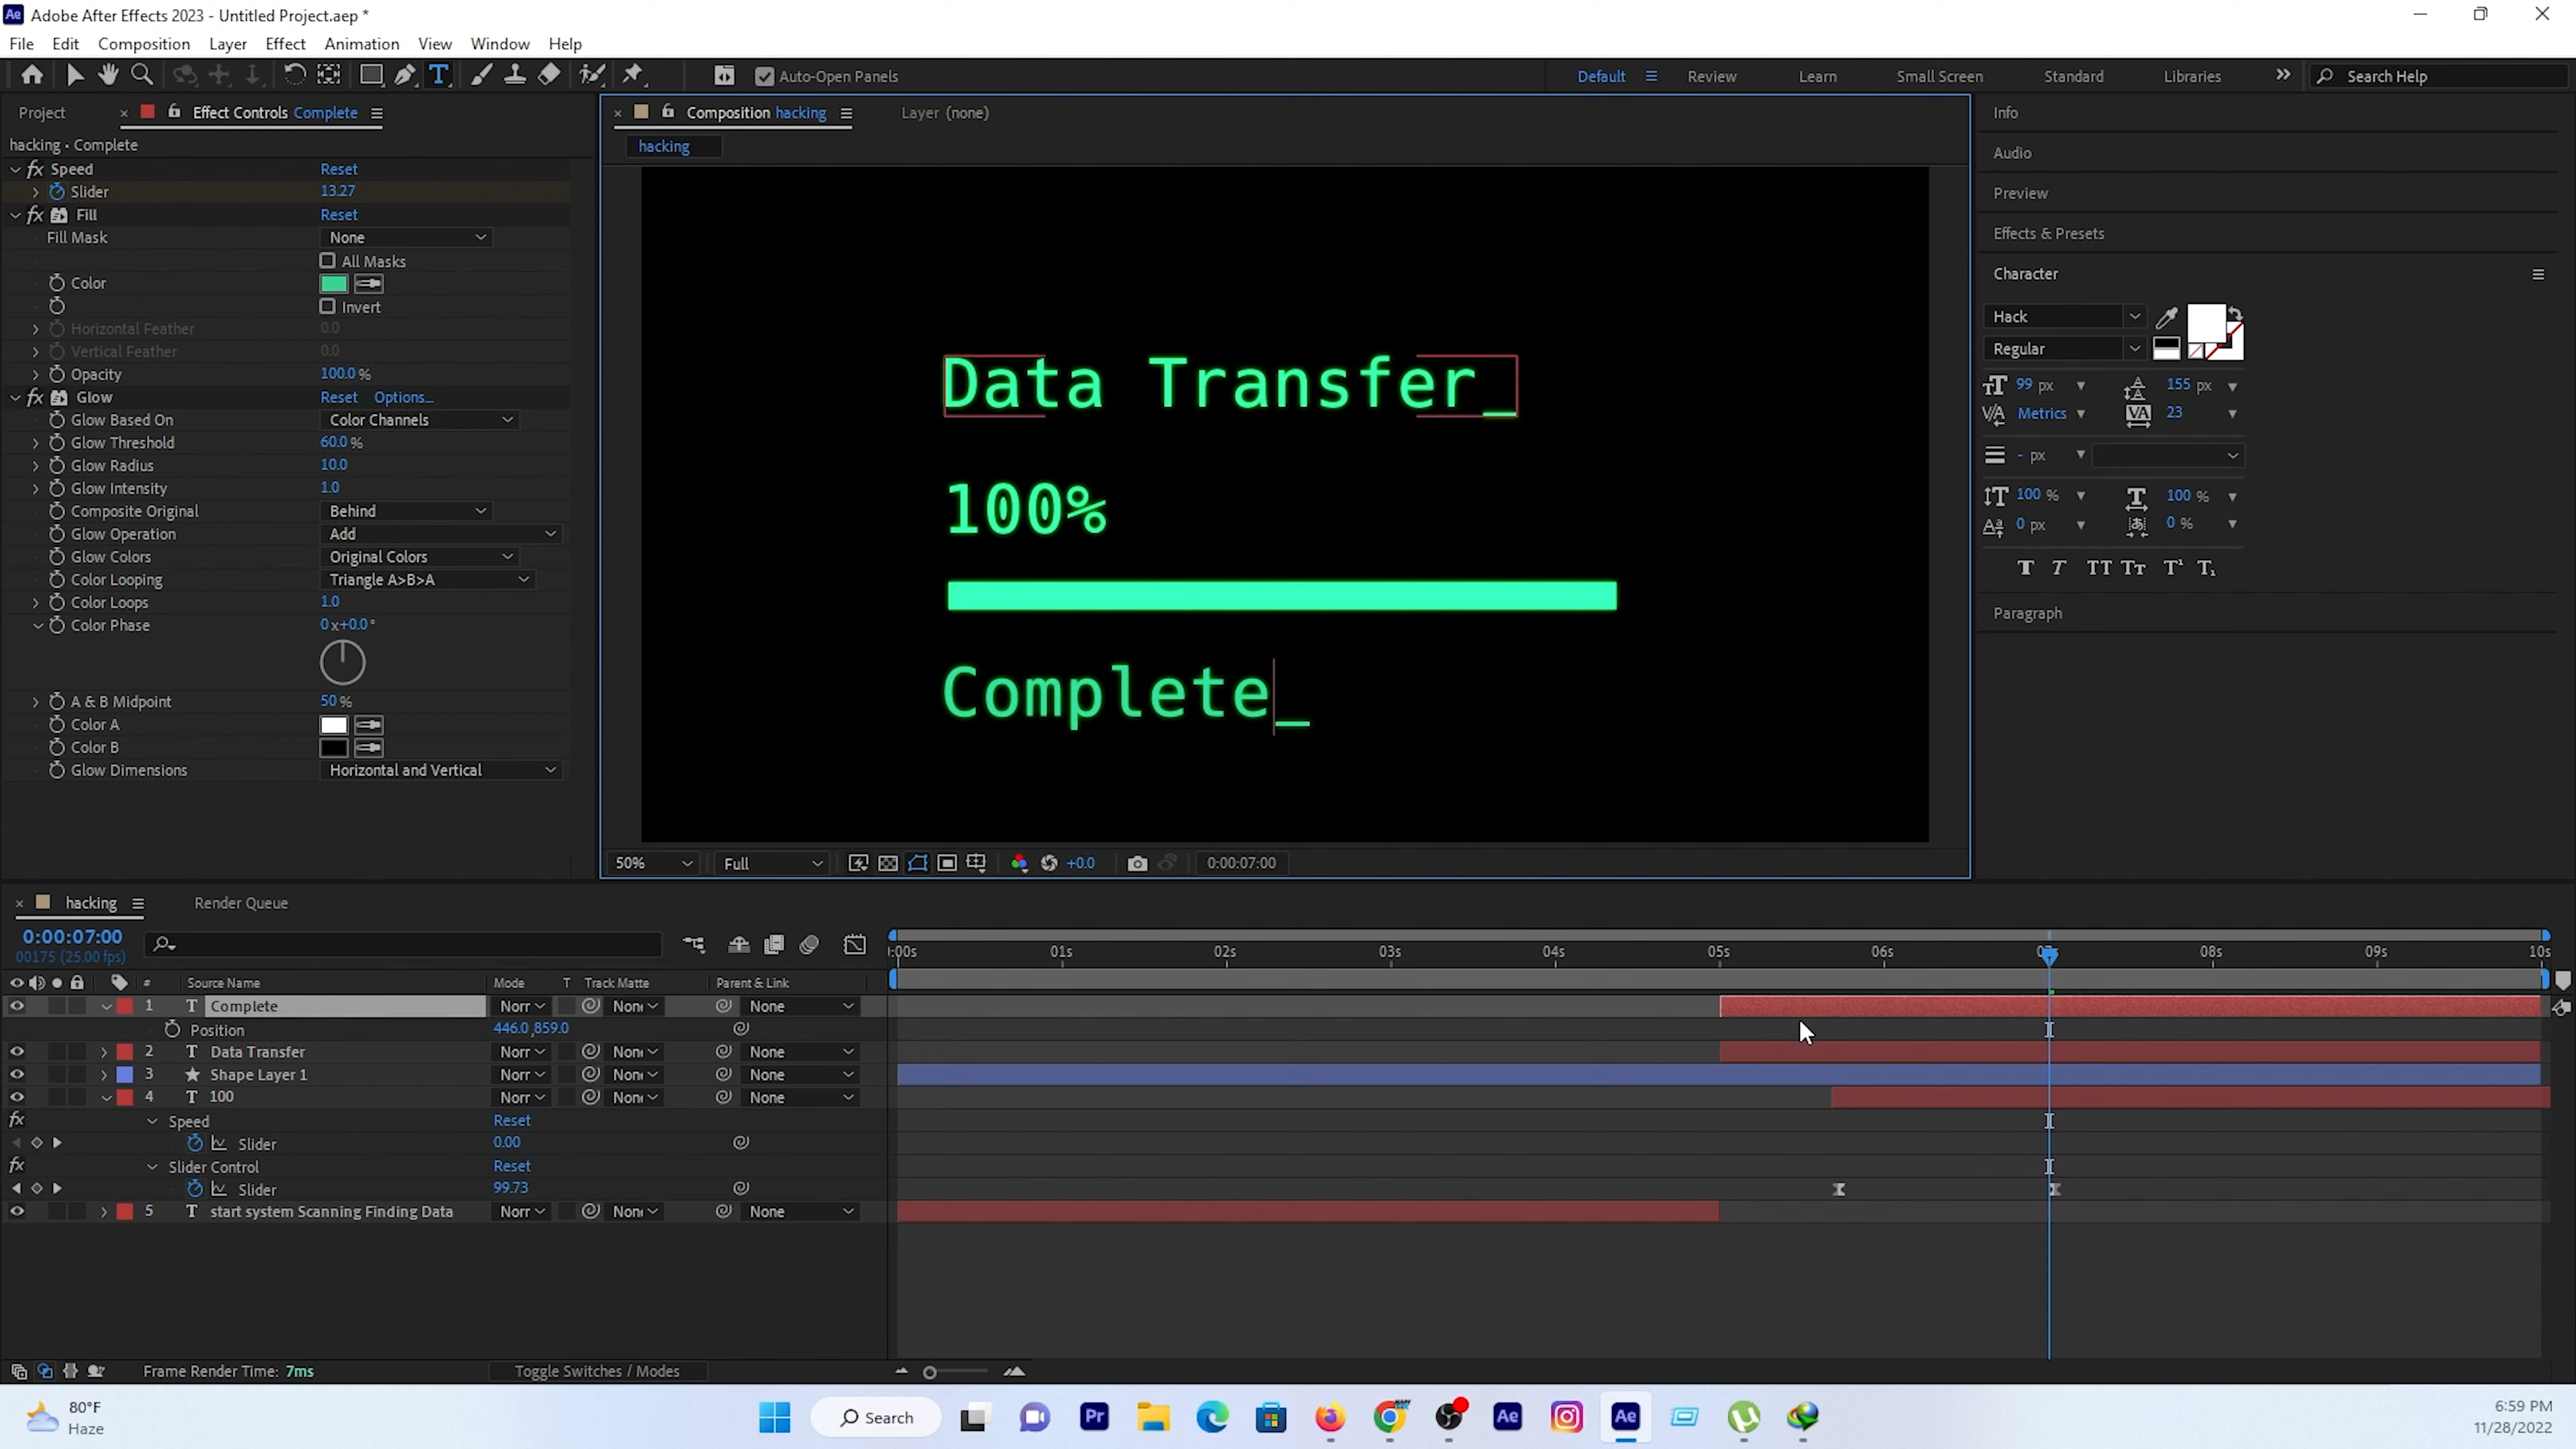 Adobe After Effects 2023 - Untitled Project.aep *
File Edit Composition Layer Effect Animation View Window Help
Auto-Open Panels
Default Review Learn Small Screen Standard Libraries Search Help
Project Effect Controls Complete
hacking • Complete
Speed Reset
Slider 13.27
Fill Reset
Fill Mask None
All Masks
Color
Invert
Horizontal Feather 0.0
Vertical Feather 0.0
Opacity 100.0 %
Glow Reset Options...
Glow Based On Color Channels
Glow Threshold 60.0 %
Glow Radius 10.0
Glow Intensity 1.0
Composite Original Behind
Glow Operation Add
Glow Colors Original Colors
Color Looping Triangle A>B>A
Color Loops 1.0
Color Phase 0 x+0.0 °
A & B Midpoint 50 %
Color A
Color B
Glow Dimensions Horizontal and Vertical
Composition hacking Layer (none)
hacking
Data Transfer_
100%
Complete_
50% Full +0.0 0:00:07:00
Info
Audio
Preview
Effects & Presets
Character
Hack
Regular
99 px 155 px
Metrics 23
- px
100 % 100 %
0 px 0 %
Paragraph
hacking Render Queue
0:00:07:00
00175 (25.00 fps)
:00s 01s 02s 03s 04s 05s 06s 07s 08s 09s 10s
# Source Name Mode T Track Matte Parent & Link
1 T Complete Norr None
Position 446.0,859.0
2 T Data Transfer Norr None
3 Shape Layer 1 Norr None
4 T 100 Norr None
Speed Reset
Slider 0.00
Slider Control Reset
Slider 99.73
5 T start system Scanning Finding Data Norr None
Frame Render Time: 7ms Toggle Switches / Modes
80°F
Haze
Search
Pr
Ae
Ae
6:59 PM
11/28/2022